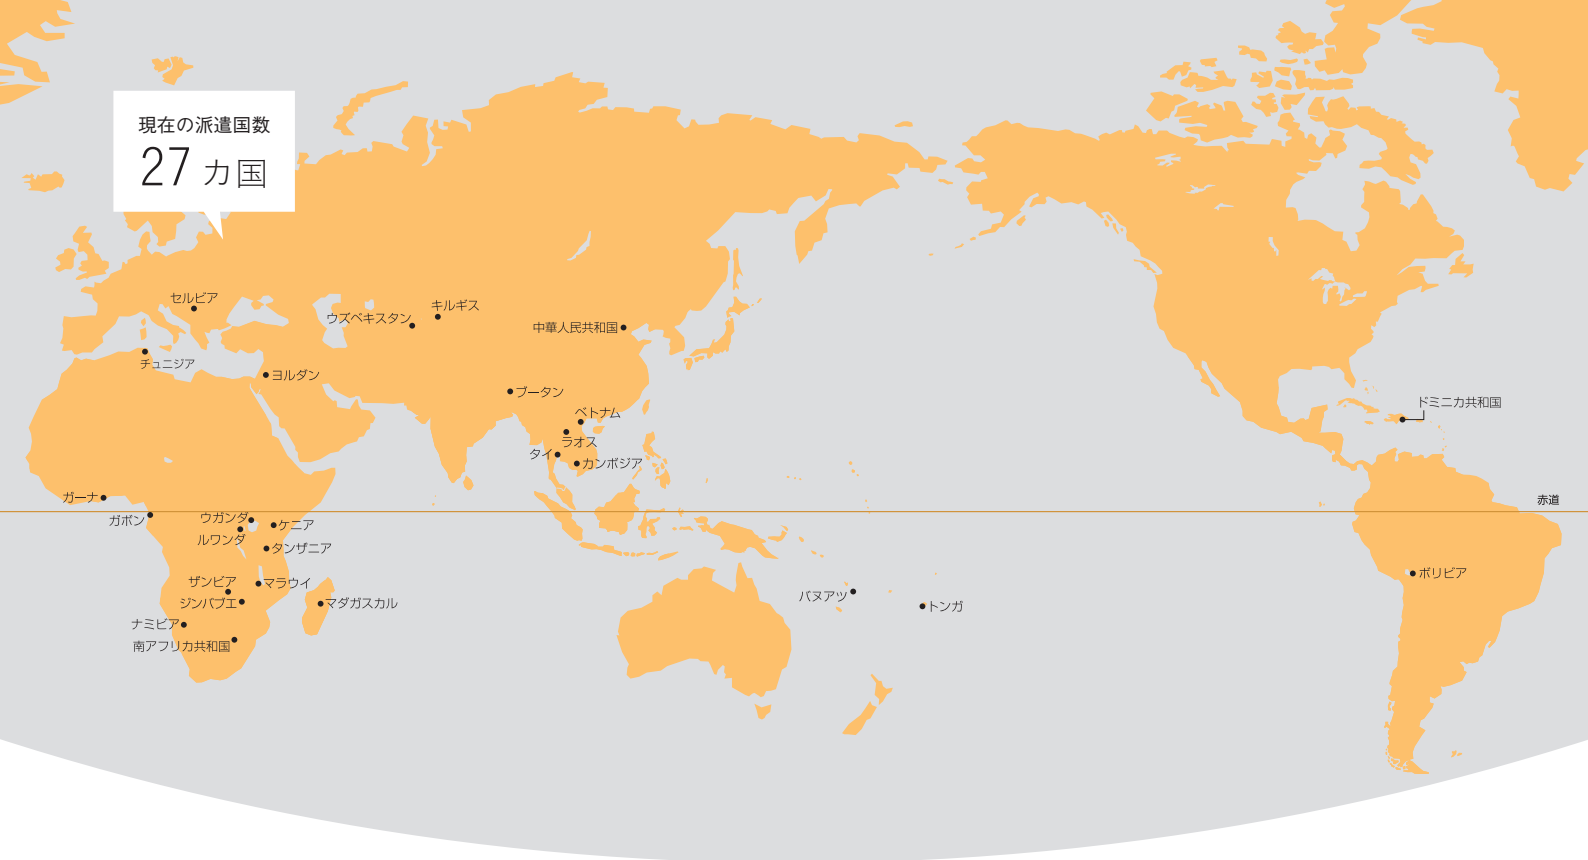 現在の派遣国数
27 カ国
セルビア
キルギス
ウズベキスタン
中華人民共和国
チュニジア
ヨルダン
ブータン
ドミニカ共和国
ベトナム
ラオス
タイ
カンボジア
ガーナ
赤道
ガボン
ウガンダ
ケニア
ルワンダ
タンザニア
ボリビア
ザンビア
マラウイ
バヌアツ
ジンバブエ
マダガスカル
トンガ
ナミビア
南アフリカ共和国